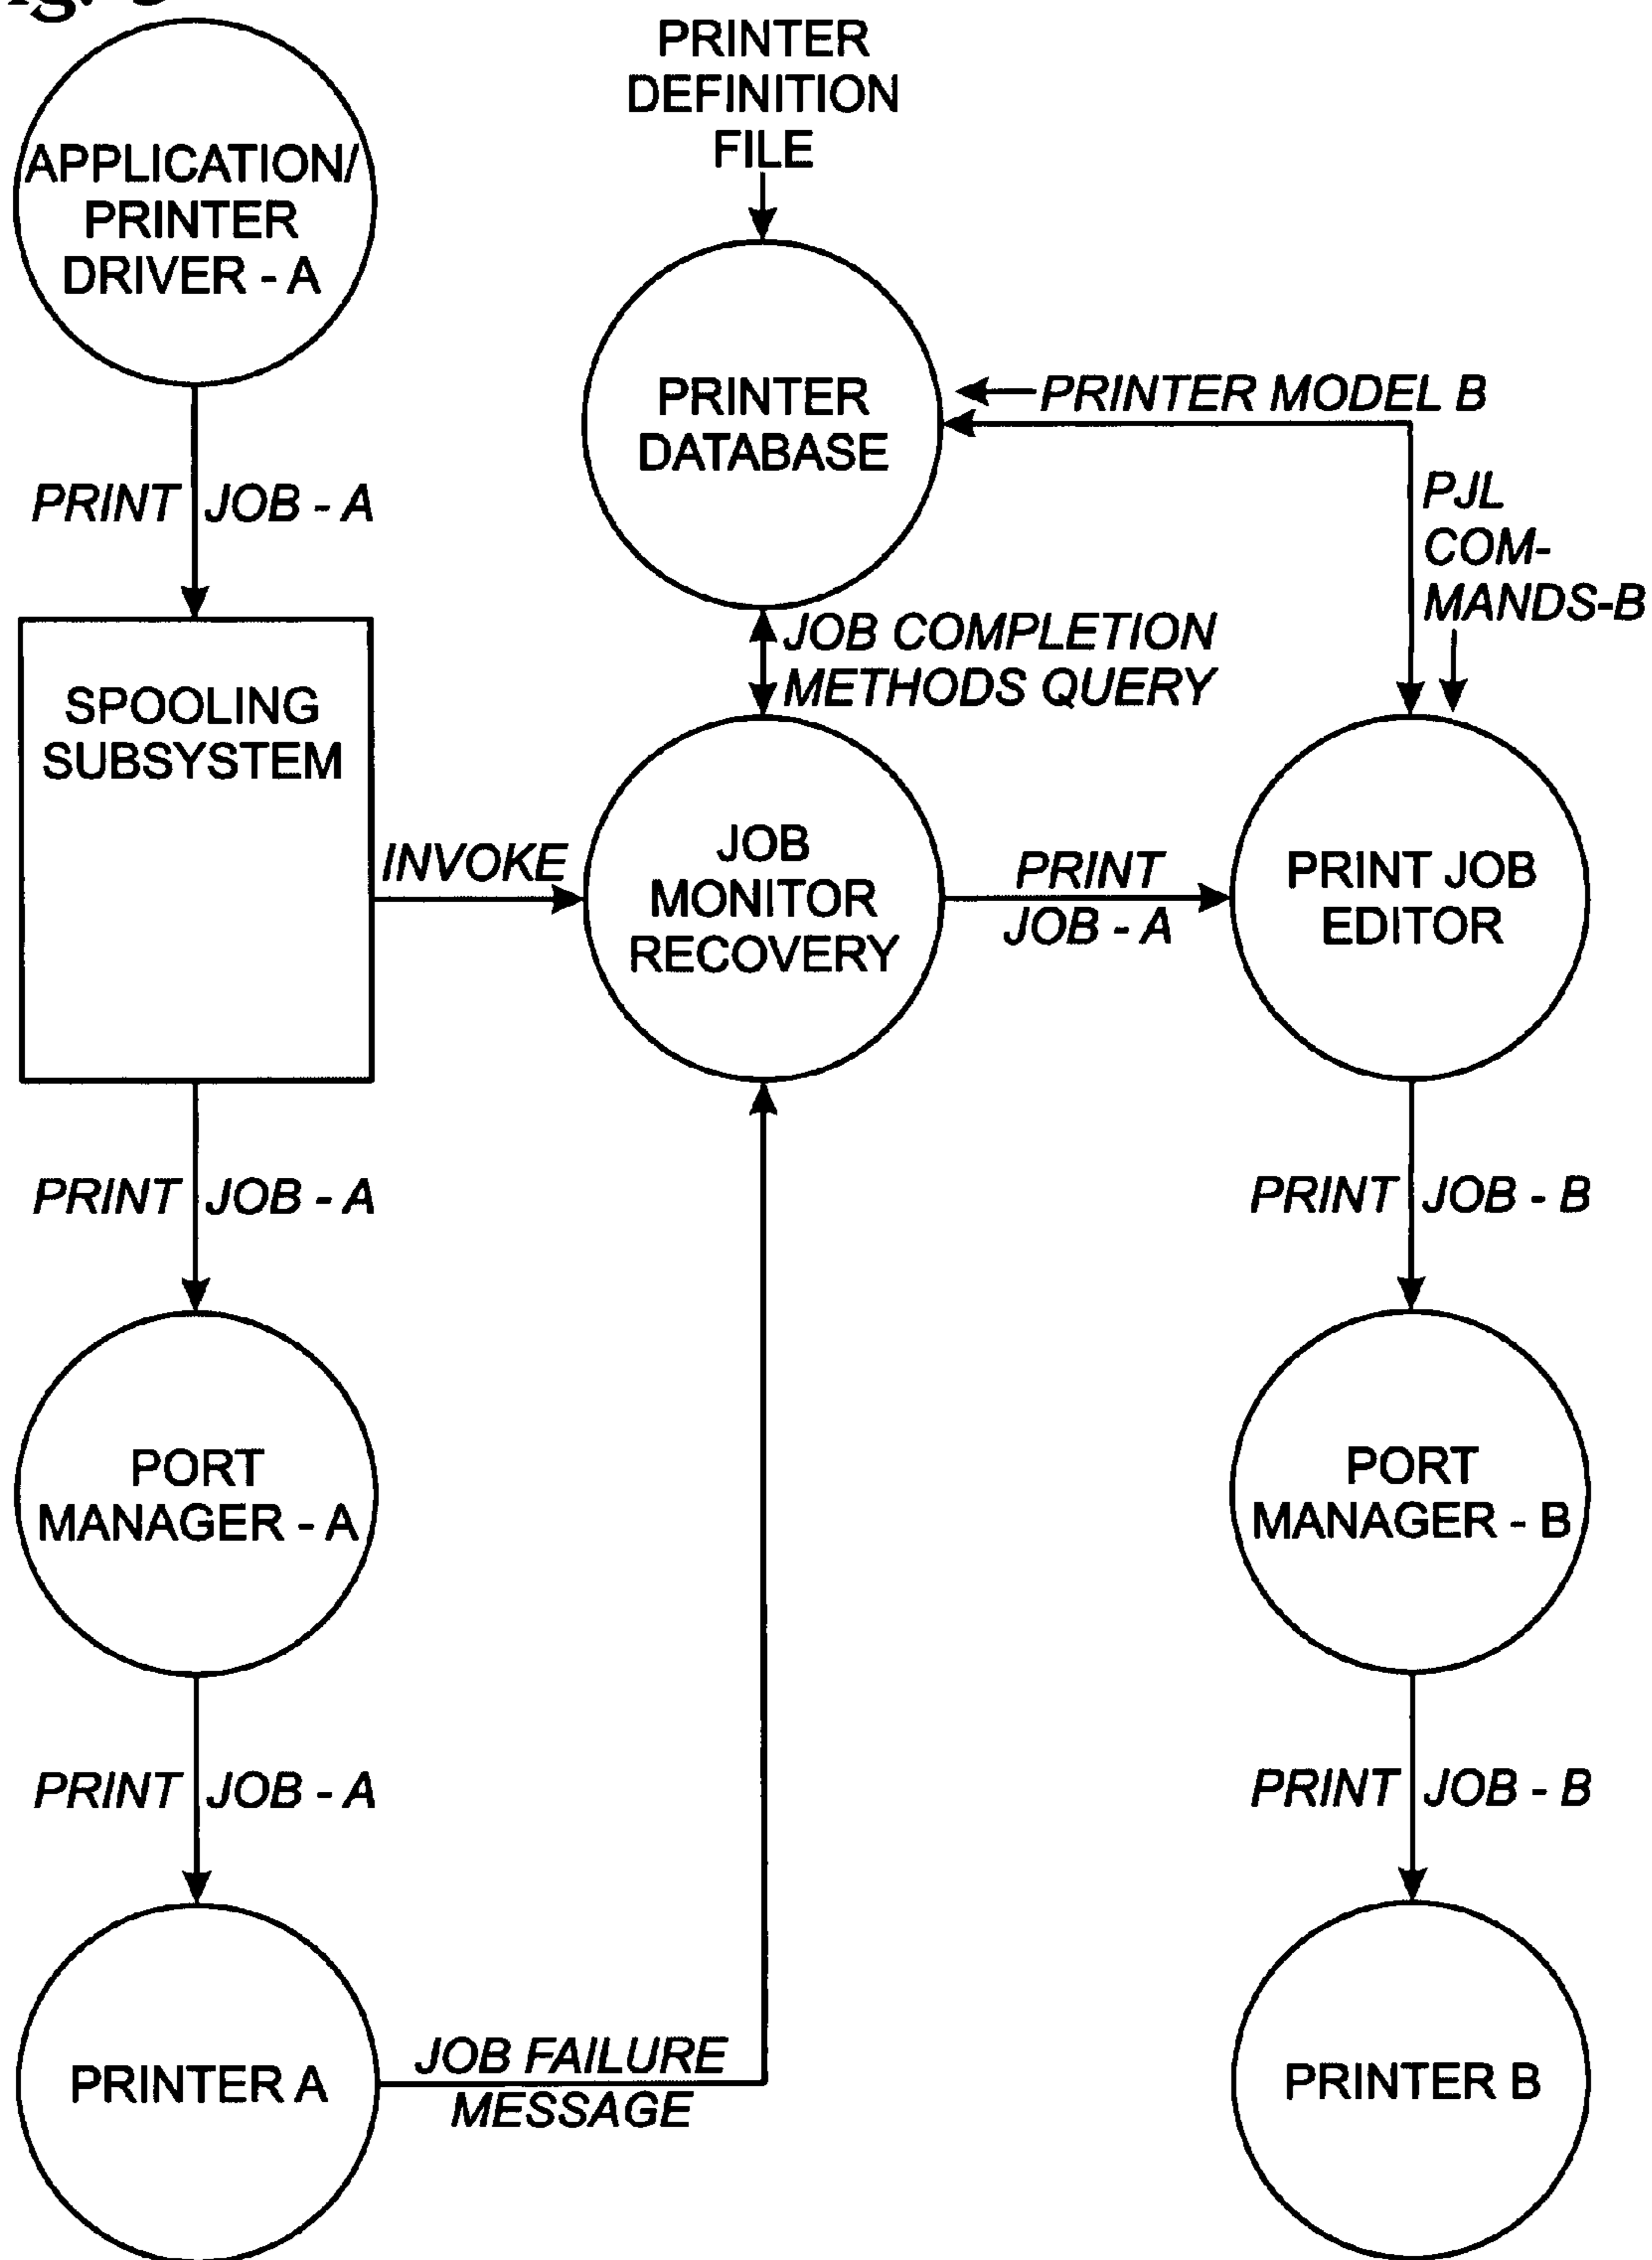 PRINTER
DEFINITION
FILE
APPLICATION/
PRINTER
DRIVER - A
PRINTER
DATABASE
PRINTER MODEL B
PJL
COM-
MANDS-B
PRINT JOB - A
JOB COMPLETION
METHODS QUERY
SPOOLING
SUBSYSTEM
INVOKE
JOB
MONITOR
RECOVERY
PRINT
JOB - A
PRINT JOB
EDITOR
PRINT JOB - A
PRINT JOB - B
PORT
MANAGER - A
PORT
MANAGER - B
PRINT JOB - A
PRINT JOB - B
PRINTER A
JOB FAILURE
MESSAGE
PRINTER B